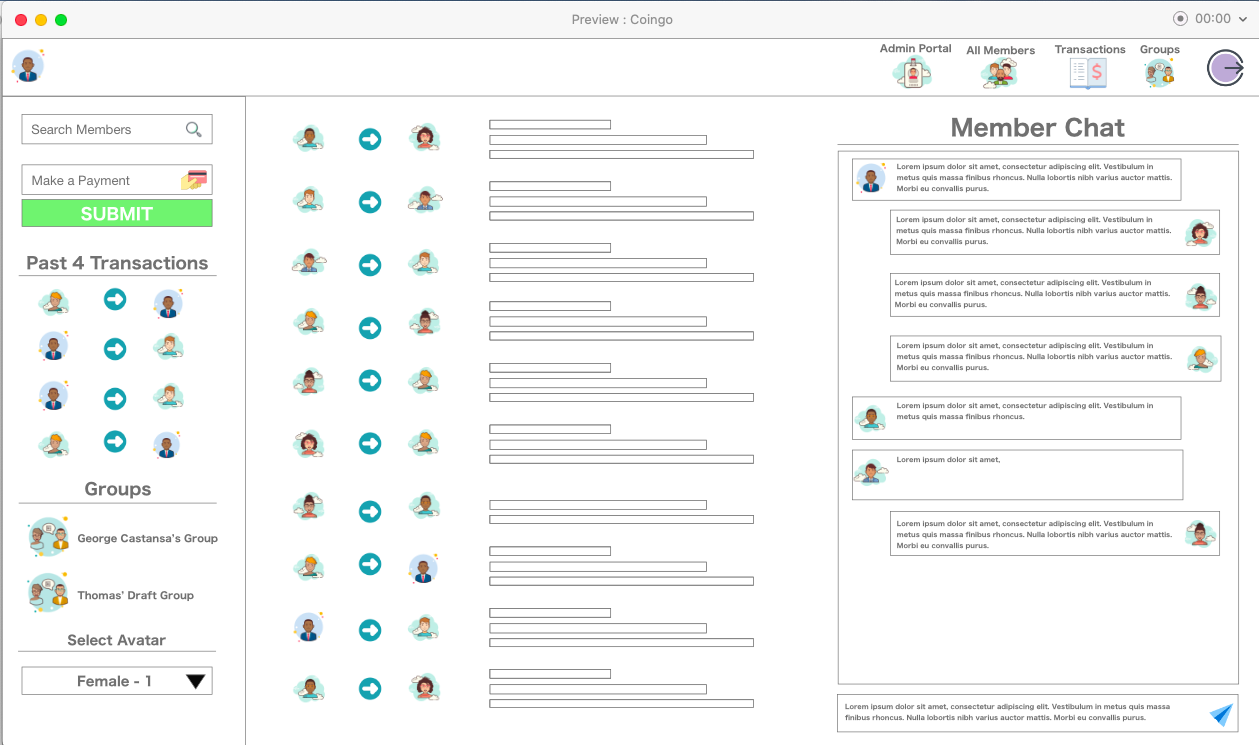 Preview : Coingo
00:00
Admin Portal
All Members
Transactions
Groups
Search Members
Make a Payment
SUBMIT
Past 4 Transactions
Groups
George Castansa's Group
Thomas' Draft Group
Select Avatar
Female - 1
Member Chat
Lorem ipsum dolor sit amet, consectetur adipiscing elit. Vestibulum in
metus quis massa finibus rhoncus. Nulla lobortis nibh varius auctor mattis.
Morbi eu convallis purus.
Lorem ipsum dolor sit amet, consectetur adipiscing elit. Vestibulum in
metus quis massa finibus rhoncus. Nulla lobortis nibh varius auctor mattis.
Morbi eu convallis purus.
Lorem ipsum dolor sit amet, consectetur adipiscing elit. Vestibulum in
metus quis massa finibus rhoncus. Nulla lobortis nibh varius auctor mattis.
Morbi eu convallis purus.
Lorem ipsum dolor sit amet, consectetur adipiscing elit. Vestibulum in
metus quis massa finibus rhoncus. Nulla lobortis nibh varius auctor mattis.
Morbi eu convallis purus.
Lorem ipsum dolor sit amet, consectetur adipiscing elit. Vestibulum in
metus quis massa finibus rhoncus.
Lorem ipsum dolor sit amet,
Lorem ipsum dolor sit amet, consectetur adipiscing elit. Vestibulum in
metus quis massa finibus rhoncus. Nulla lobortis nibh varius auctor mattis.
Morbi eu convallis purus.
Lorem ipsum dolor sit amet, consectetur adipiscing elit. Vestibulum in metus quis massa
finibus rhoncus. Nulla lobortis nibh varius auctor mattis. Morbi eu convallis purus.